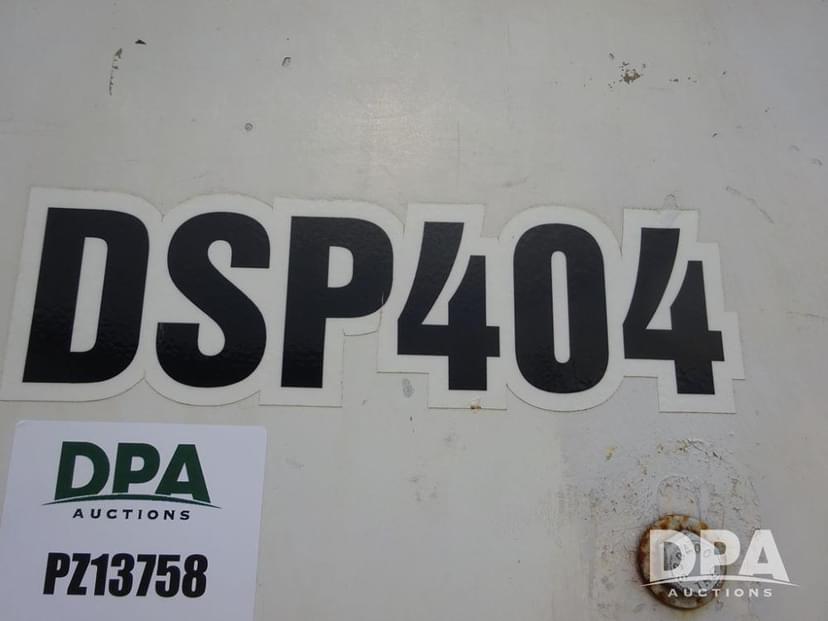 DSP404
DPA
AUCTIONS
PZ13758
DPA
AUCTIONS